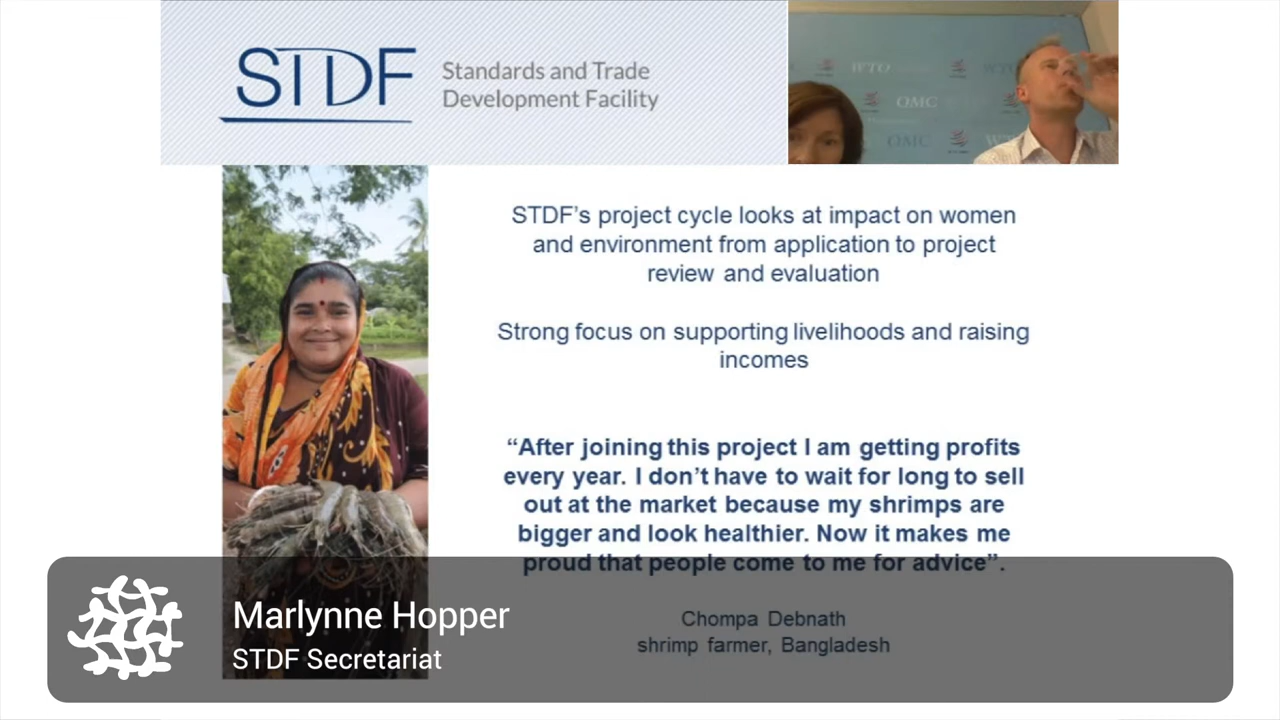 STDF
Standards and Trade
Development Facility
WTO
OMC
OMC
STDF's project cycle looks at impact on women
and environment from application to project
review and evaluation
Strong focus on supporting livelihoods and raising
incomes
“After joining this project I am getting profits
every year. I don't have to wait for long to sell
out at the market because my shrimps are
bigger and look healthier. Now it makes me
proud that people come to me for advice”.
Chompa Debnath
shrimp farmer, Bangladesh
Marlynne Hopper
STDF Secretariat